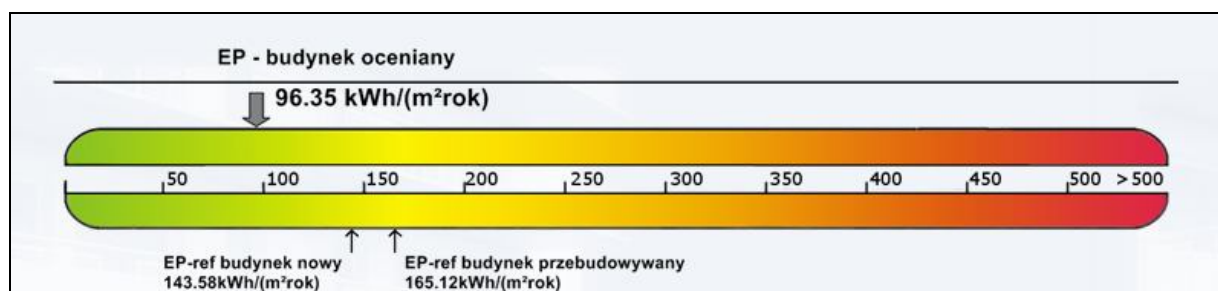 EP - budynek oceniany
96.35 kWh/(m²rok)
50 100 150 200 250 300 350 400 450 500 > 500
EP-ref budynek nowy
143.58kWh/(m²rok)
EP-ref budynek przebudowywany
165.12kWh/(m²rok)